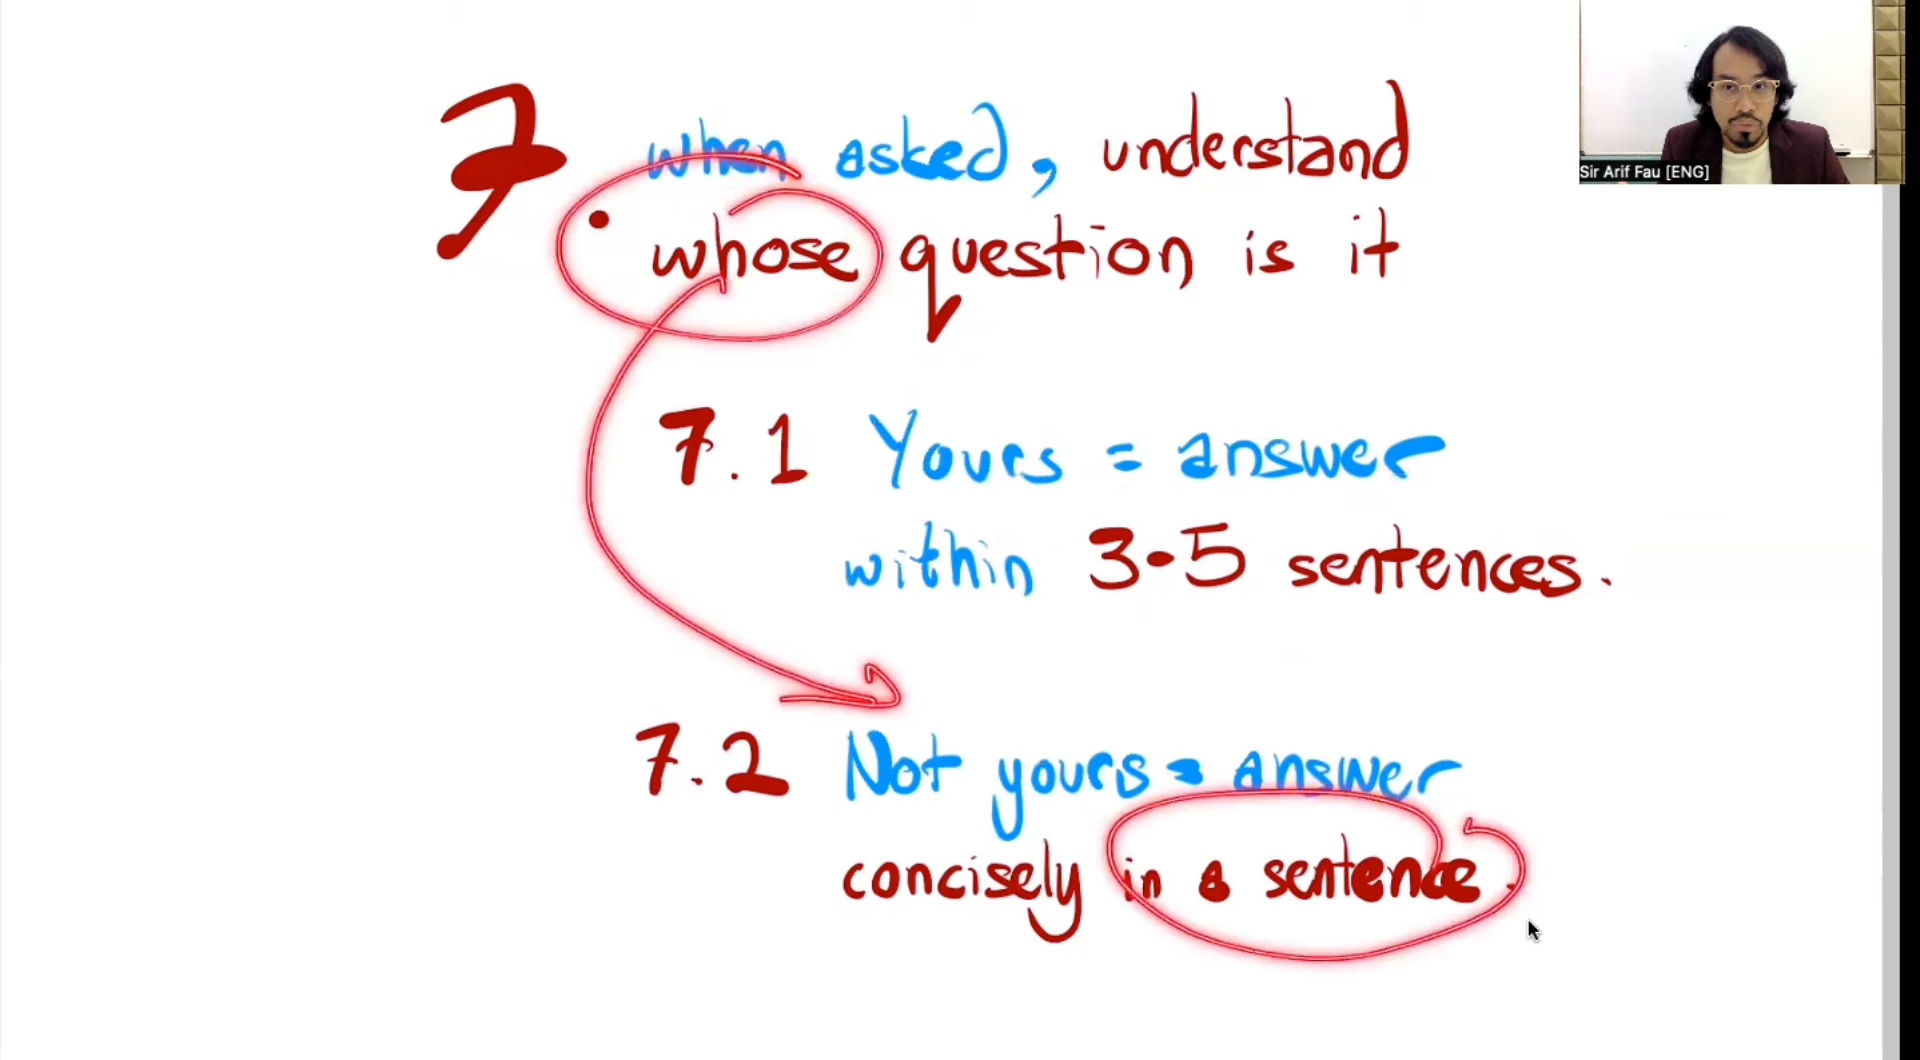 7 when asked, understand
whose question is it
7.1 Yours = answer
within 3-5 sentences.
7.2 Not yours = answer
concisely in a sentence.
Sir Arif Fau [ENG]